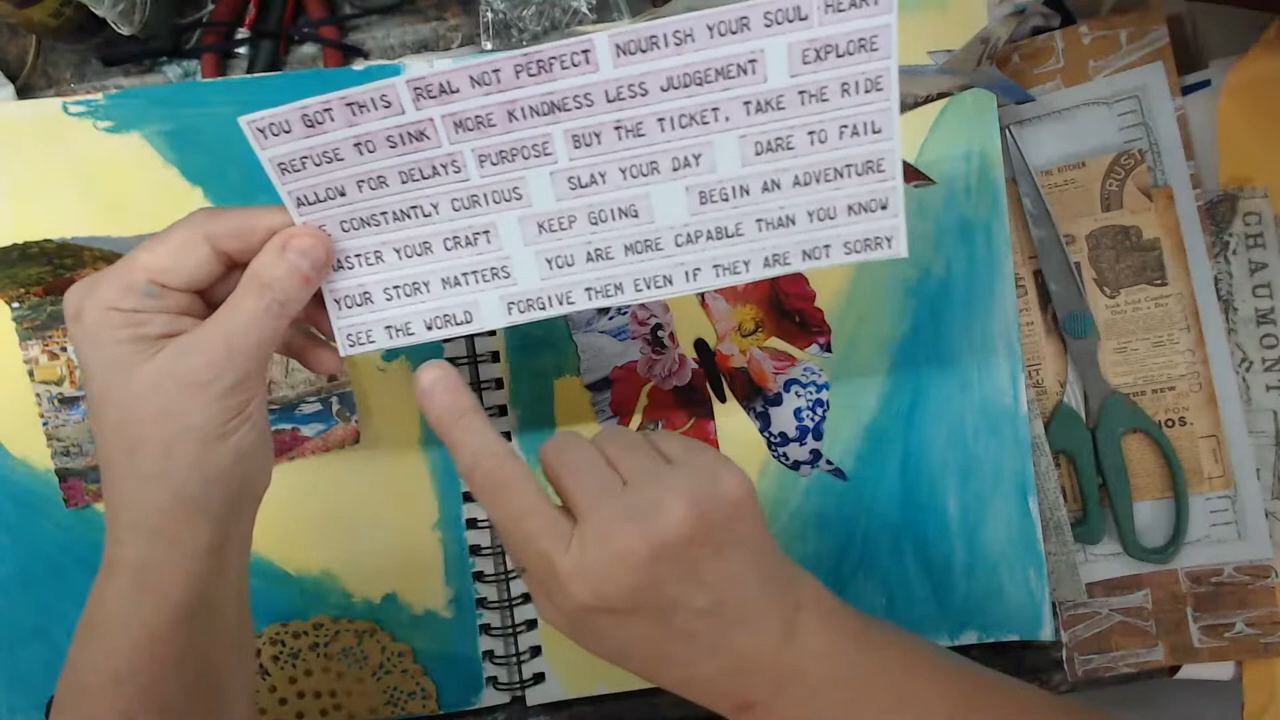 YOU GOT THIS REAL NOT PERFECT NOURISH YOUR SOUL HEART
REFUSE TO SINK MORE KINDNESS LESS JUDGEMENT EXPLORE
ALLOW FOR DELAYS PURPOSE BUY THE TICKET, TAKE THE RIDE
CONSTANTLY CURIOUS SLAY YOUR DAY DARE TO FAIL
YOUR CRAFT KEEP GOING BEGIN AN ADVENTURE
YOUR STORY MATTERS YOU ARE MORE CAPABLE THAN YOU KNOW
SEE THE WORLD FORGIVE THEM EVEN IF THEY ARE NOT SORRY
THE KITCHEN
"RUST
Only
THE NEW
CHAUMONT